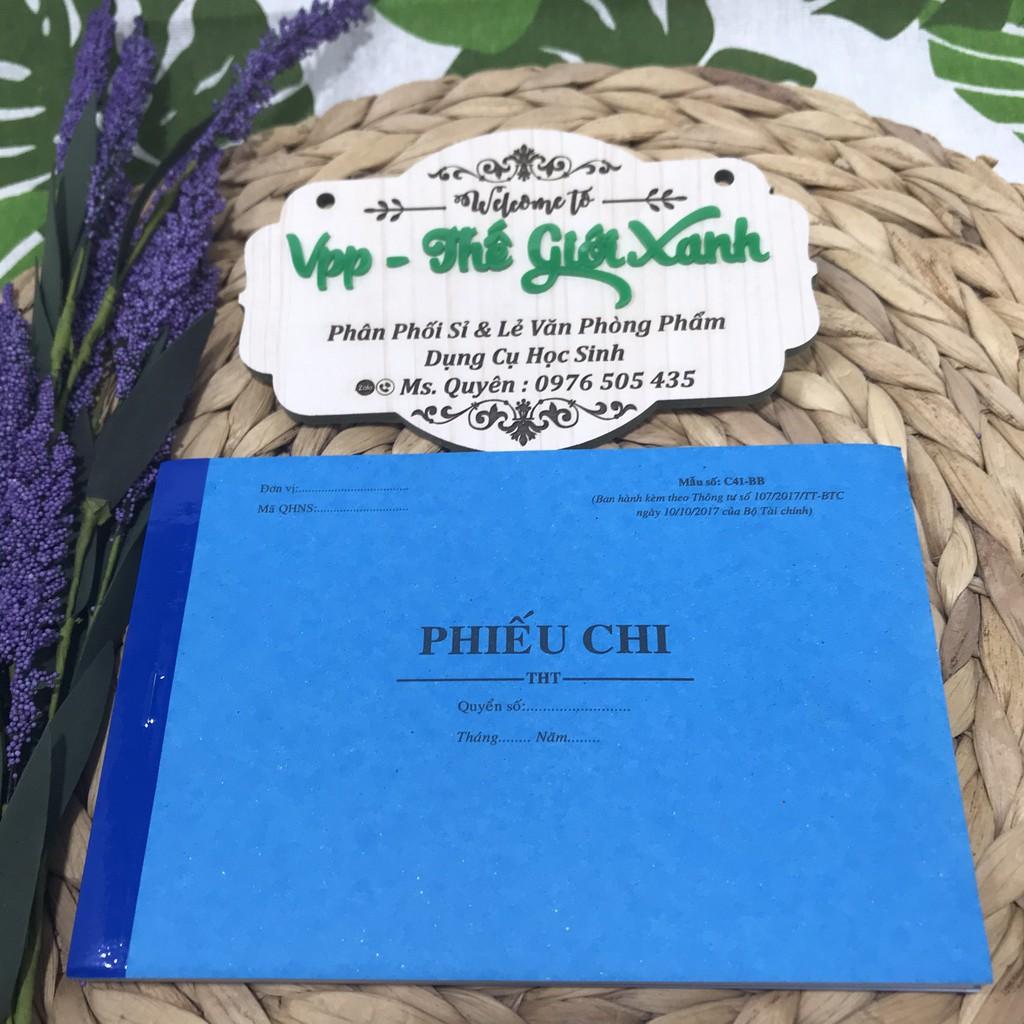 Welcome to
Vpp - Thế Giới Xanh
Phân Phối Sỉ & Lẻ Văn Phòng Phẩm
Dụng Cụ Học Sinh
Zalo Ms. Quyên : 0976 505 435
Đơn vị:................................
Mã QHNS:..........................
Mẫu số: C41-BB
(Ban hành kèm theo Thông tư số 107/2017/TT-BTC
ngày 10/10/2017 của Bộ Tài chính)
PHIẾU CHI
THT
Quyển số:.........................
Tháng........ Năm........